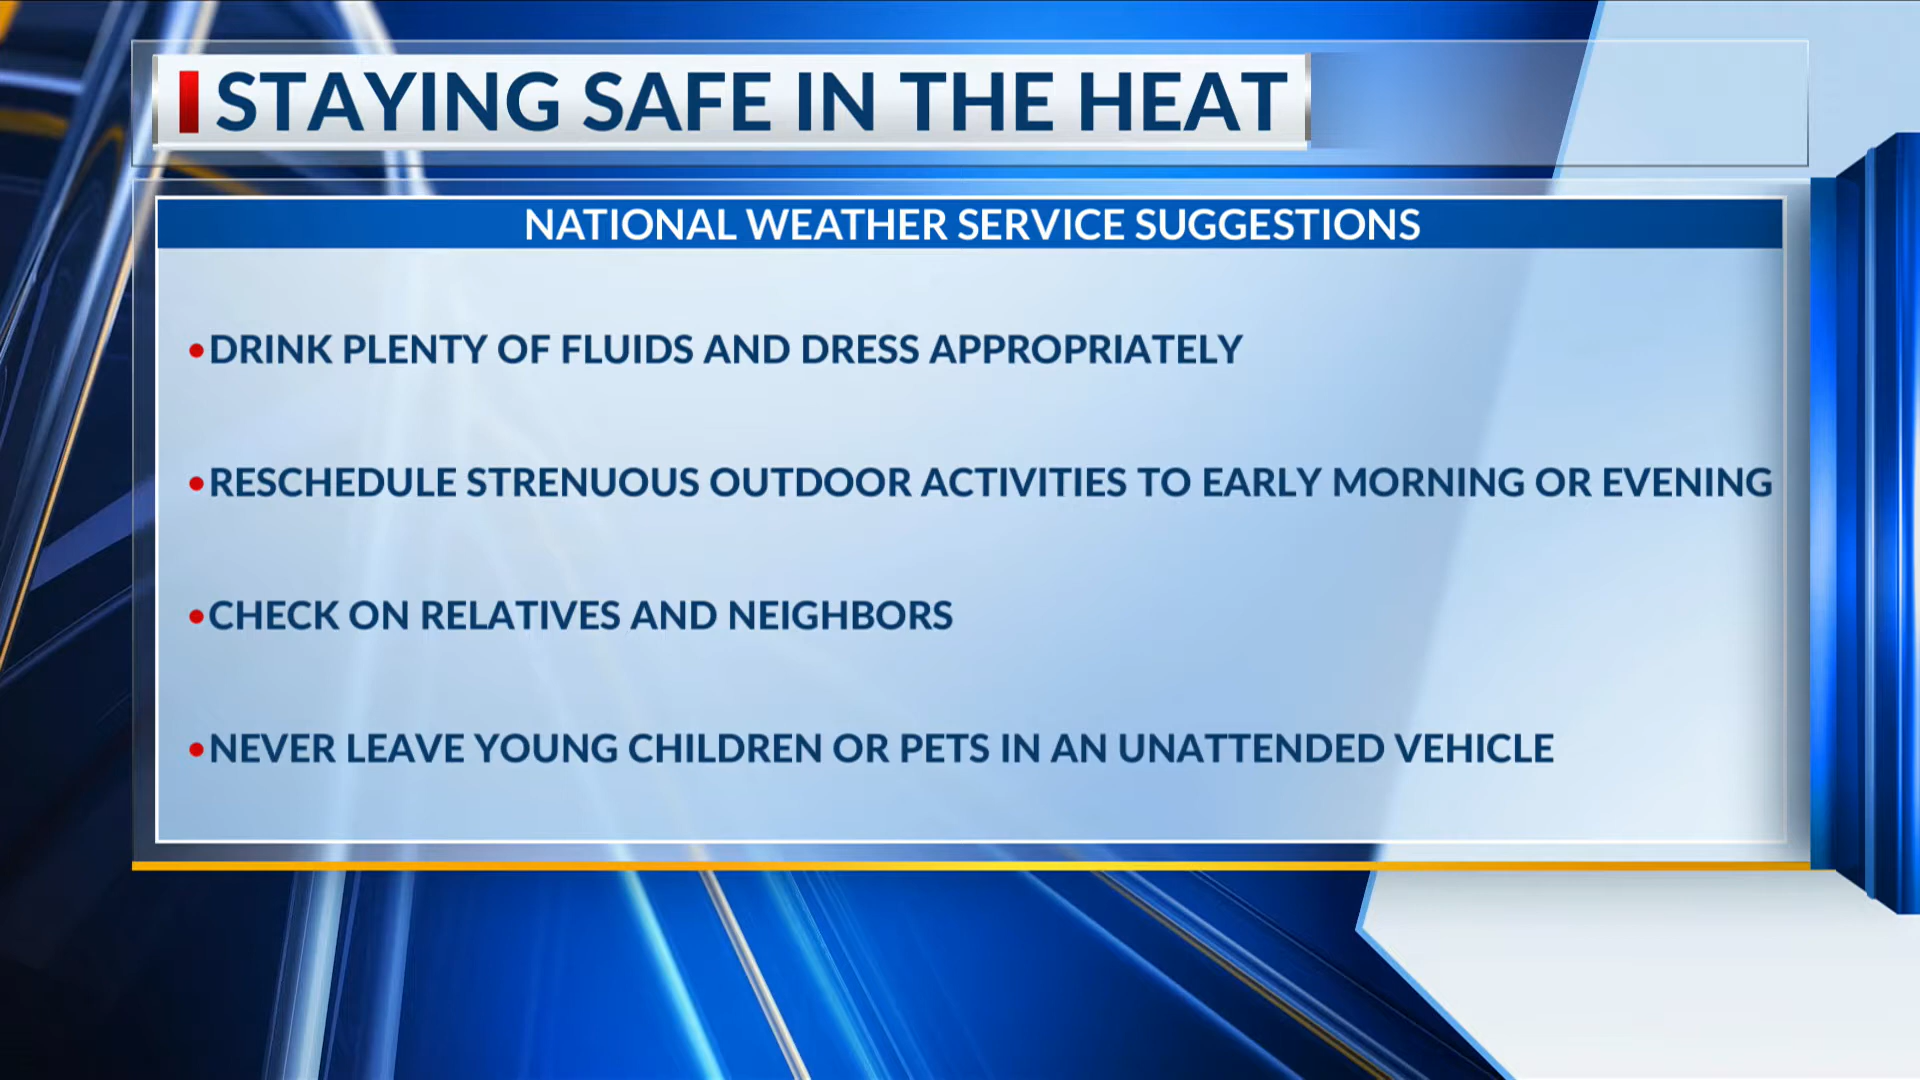 STAYING SAFE IN THE HEAT
NATIONAL WEATHER SERVICE SUGGESTIONS
•DRINK PLENTY OF FLUIDS AND DRESS APPROPRIATELY
•RESCHEDULE STRENUOUS OUTDOOR ACTIVITIES TO EARLY MORNING OR EVENING
•CHECK ON RELATIVES AND NEIGHBORS
•NEVER LEAVE YOUNG CHILDREN OR PETS IN AN UNATTENDED VEHICLE